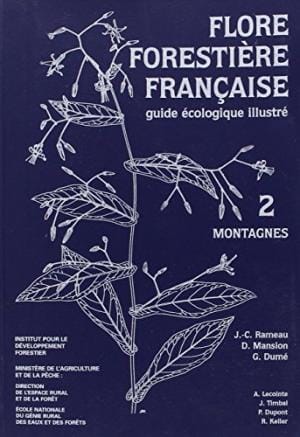 FLORE
FORESTIÈRE
FRANÇAISE
guide écologique illustré
2
MONTAGNES
J.-C. Rameau
D. Mansion
G. Dumé
INSTITUT POUR LE
DÉVELOPPEMENT
FORESTIER
MINISTÈRE DE L'AGRICULTURE
ET DE LA PÊCHE :
DIRECTION
DE L'ESPACE RURAL
ET DE LA FORÊT
ÉCOLE NATIONALE
DU GÉNIE RURAL
DES EAUX ET DES FORÊTS
A. Lecointe
J. Timbal
P. Dupont
R. Keller